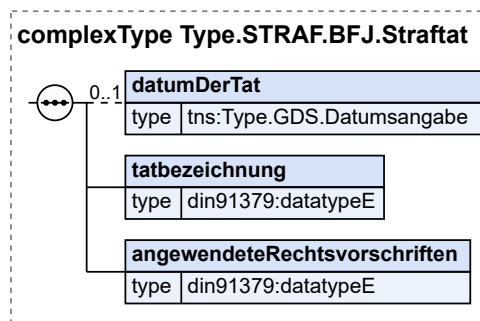 complexType Type.STRAF.BFJ.Straftat
0..1 datumDerTat
type tns:Type.GDS.Datumsangabe
tatbezeichnung
type din91379:datatypeE
angewendeteRechtsvorschriften
type din91379:datatypeE